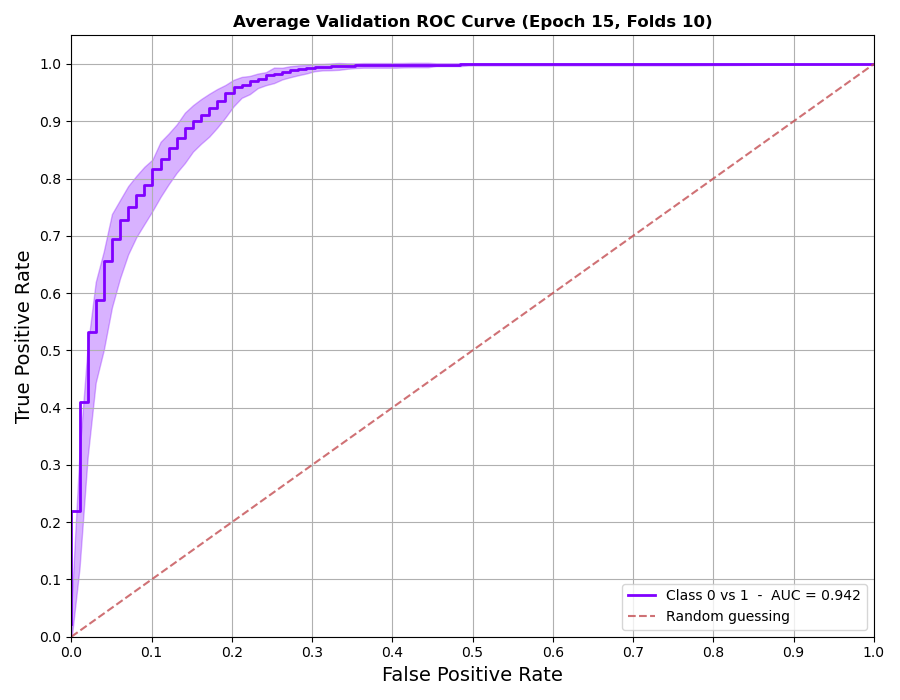 Average Validation ROC Curve (Epoch 15, Folds 10)
True Positive Rate
1.0
0.9
0.8
0.7
0.6
0.5
0.4
0.3
0.2
0.1
0.0
Class 0 vs 1 - AUC = 0.942
Random guessing
0.0 0.1 0.2 0.3 0.4 0.5 0.6 0.7 0.8 0.9 1.0
False Positive Rate